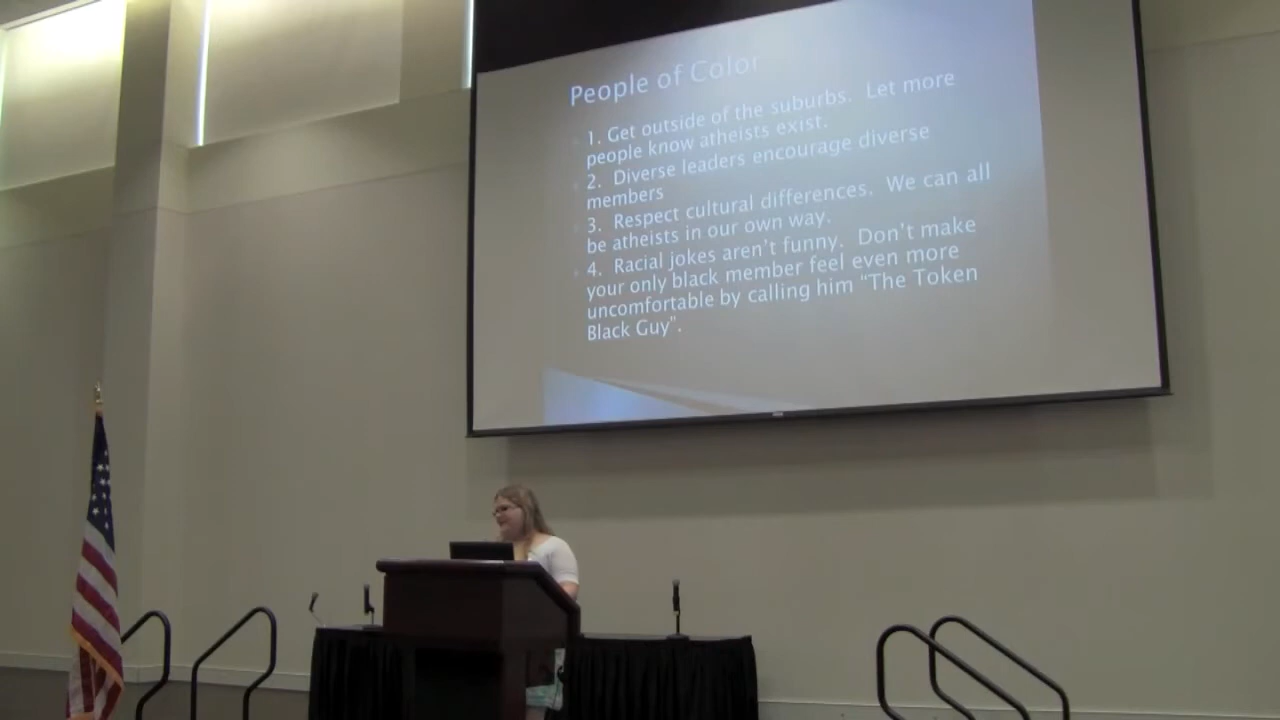 People of Color
1. Get outside of the suburbs.  Let more
people know atheists exist.
2.  Diverse leaders encourage diverse
members
3.  Respect cultural differences.  We can all
be atheists in our own way.
4.  Racial jokes aren't funny.  Don't make
your only black member feel even more
uncomfortable by calling him "The Token
Black Guy".